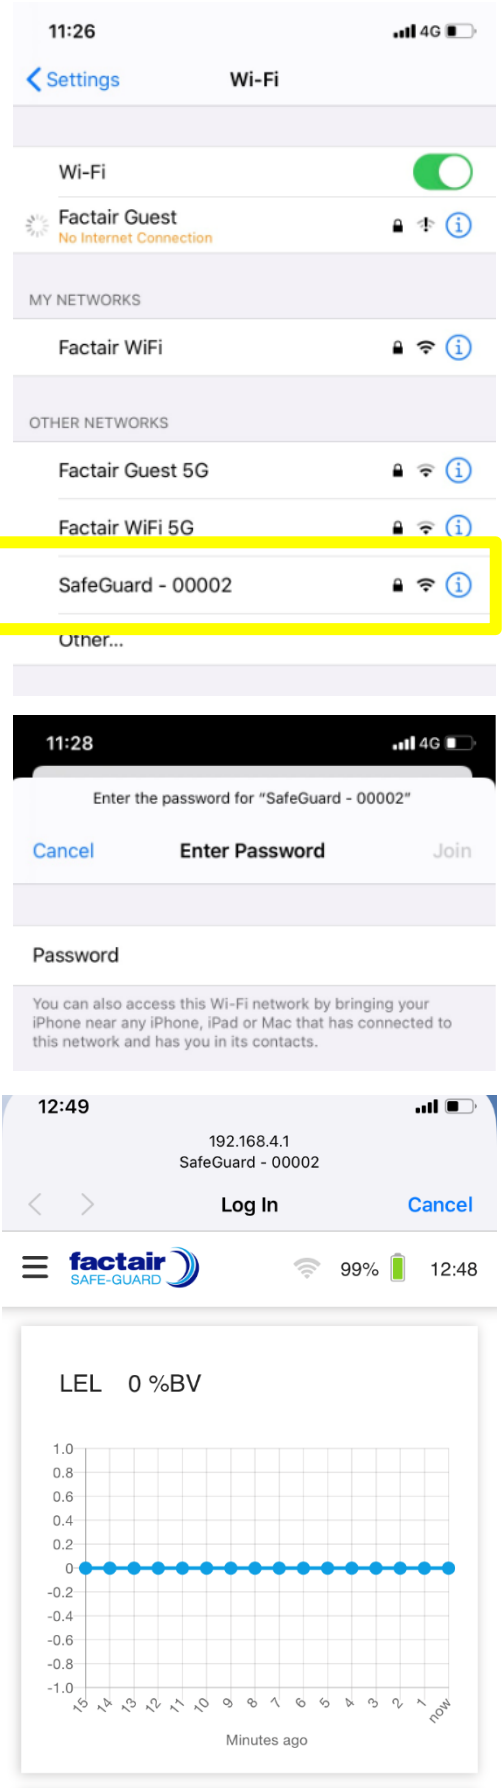 11:26 4G
Settings Wi-Fi
Wi-Fi
Factair Guest
No Internet Connection
MY NETWORKS
Factair WiFi
OTHER NETWORKS
Factair Guest 5G
Factair WiFi 5G
SafeGuard - 00002
Other...
11:28 4G
Enter the password for “SafeGuard - 00002”
Cancel Enter Password Join
Password
You can also access this Wi-Fi network by bringing your
iPhone near any iPhone, iPad or Mac that has connected to
this network and has you in its contacts.
12:49
192.168.4.1
SafeGuard - 00002
Log In Cancel
factair
SAFE-GUARD
99% 12:48
LEL 0 %BV
1.0
0.8
0.6
0.4
0.2
0
-0.2
-0.4
-0.6
-0.8
-1.0
15 14 13 12 11 10 9 8 7 6 5 4 3 2 1 now
Minutes ago